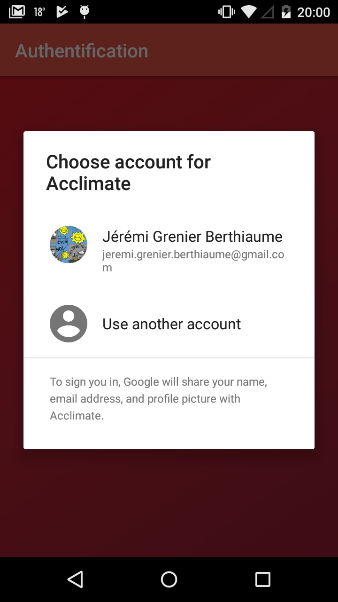 18°
20:00
Authentification
Choose account for
Acclimate
Jérémi Grenier Berthiaume
jeremi.grenier.berthiaume@gmail.co
m
Use another account
To sign you in, Google will share your name,
email address, and profile picture with
Acclimate.